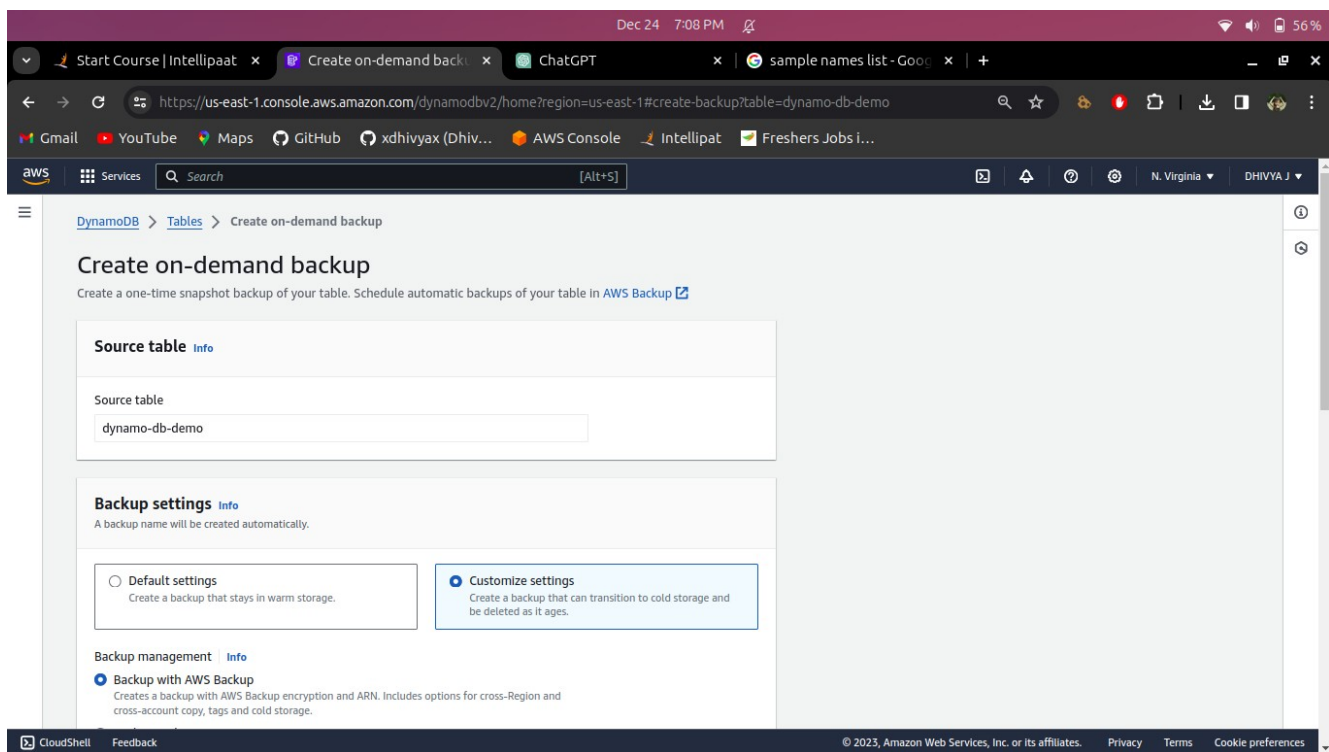 Dec 24 7:08 PM
56%
Start Course | Intellipaat
Create on-demand back
ChatGPT
sample names list - Goog
https://us-east-1.console.aws.amazon.com/dynamodbv2/home?region=us-east-1#create-backup?table=dynamo-db-demo
Gmail YouTube Maps GitHub xdhivyax (Dhiv... AWS Console Intellipat Freshers Jobs i...
aws Services Search [Alt+S] N. Virginia DHIVYA J
DynamoDB > Tables > Create on-demand backup
Create on-demand backup
Create a one-time snapshot backup of your table. Schedule automatic backups of your table in AWS Backup
Source table Info
Source table
dynamo-db-demo
Backup settings Info
A backup name will be created automatically.
Default settings
Create a backup that stays in warm storage.
Customize settings
Create a backup that can transition to cold storage and
be deleted as it ages.
Backup management Info
Backup with AWS Backup
Creates a backup with AWS Backup encryption and ARN. Includes options for cross-Region and
cross-account copy, tags and cold storage.
CloudShell Feedback © 2023, Amazon Web Services, Inc. or its affiliates. Privacy Terms Cookie preferences